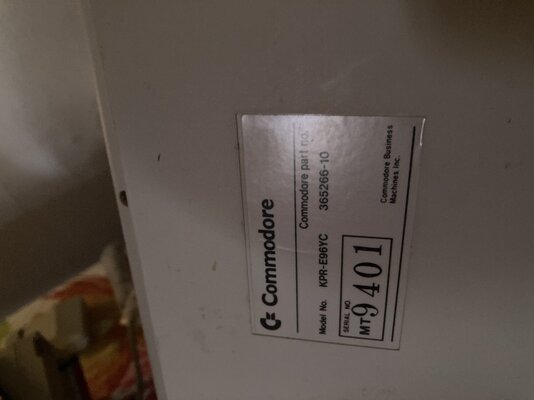 Commodore
Commodore part no.
Model No. KPR-E96YC 365266-10
SERIAL NO.
MT9401
Commodore Business
Machines Inc.